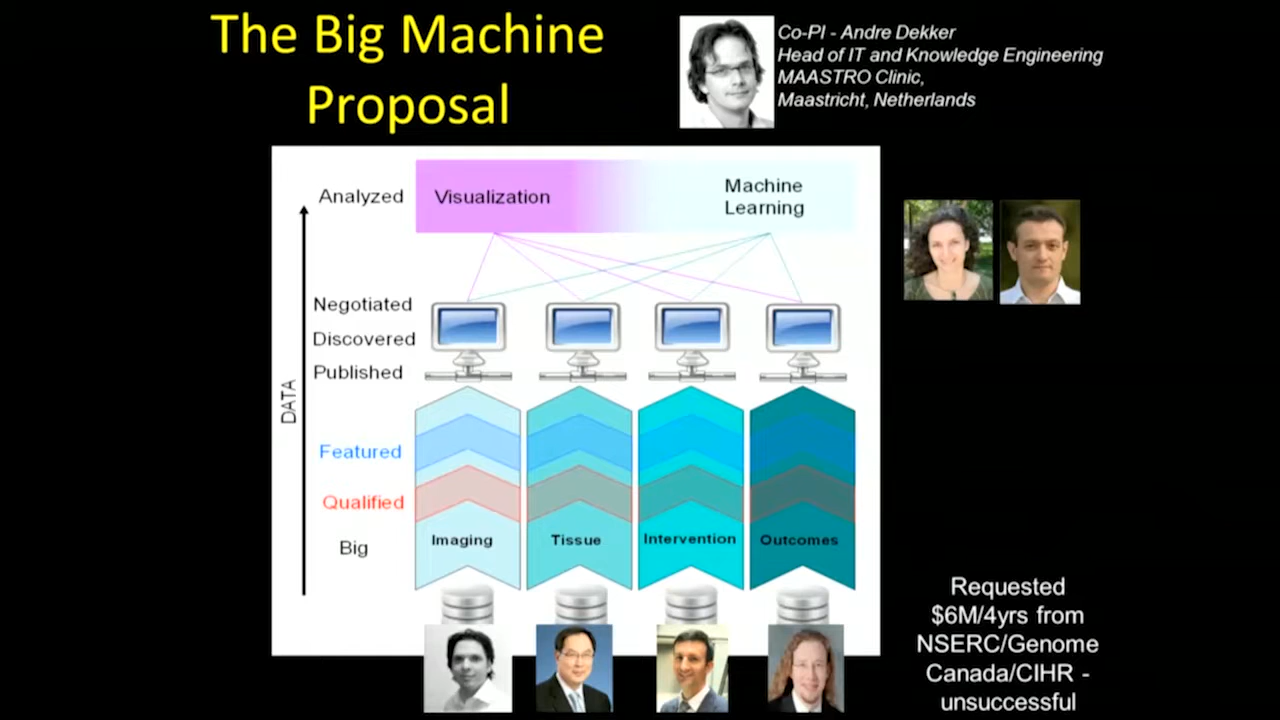 The Big Machine
Proposal
Co-PI - Andre Dekker
Head of IT and Knowledge Engineering
MAASTRO Clinic,
Maastricht, Netherlands
Analyzed
Visualization
Machine
Learning
Negotiated
Discovered
Published
DATA
Featured
Qualified
Big
Imaging
Tissue
Intervention
Outcomes
Requested
$6M/4yrs from
NSERC/Genome
Canada/CIHR -
unsuccessful